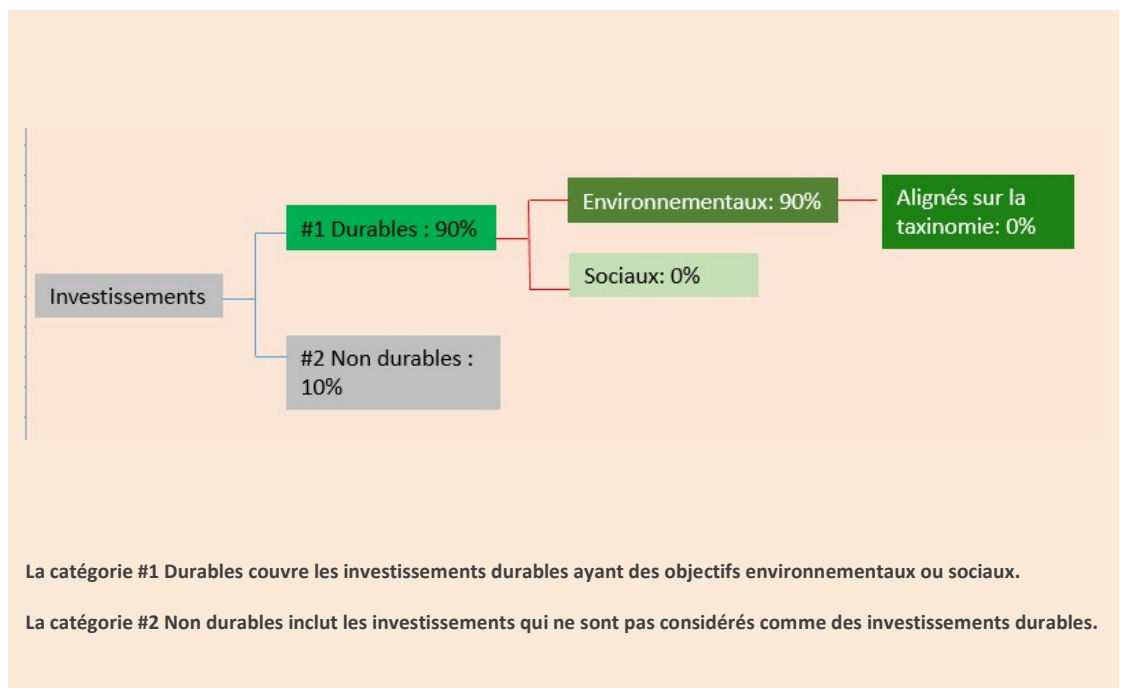 Investissements
#1 Durables : 90%
#2 Non durables :
10%
Environnementaux: 90%
Sociaux: 0%
Alignés sur la
taxinomie: 0%
La catégorie #1 Durables couvre les investissements durables ayant des objectifs environnementaux ou sociaux.
La catégorie #2 Non durables inclut les investissements qui ne sont pas considérés comme des investissements durables.